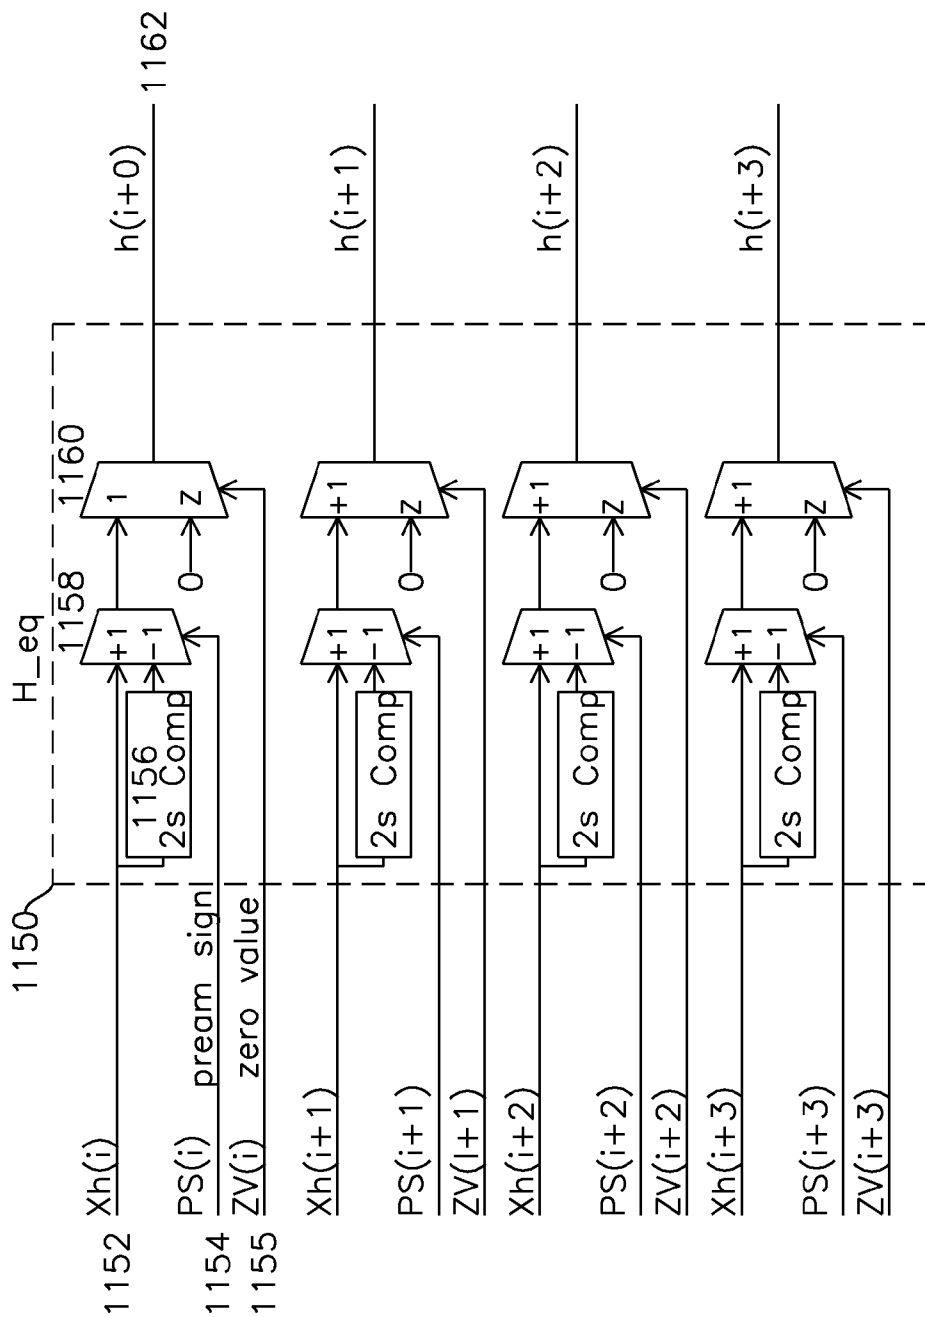 1150
H_eq
1152
Xh(i)
1156
2s Comp
1158
+1
-1
1160
1
z
0
h(i+0)
1162
1154
PS(i)
pream sign
1155
ZV(i)
zero value
Xh(i+1)
2s Comp
+1
-1
+1
z
0
h(i+1)
PS(i+1)
ZV(I+1)
Xh(i+2)
2s Comp
+1
-1
+1
z
0
h(i+2)
PS(i+2)
ZV(i+2)
Xh(i+3)
2s Comp
+1
-1
+1
z
0
h(i+3)
PS(i+3)
ZV(i+3)